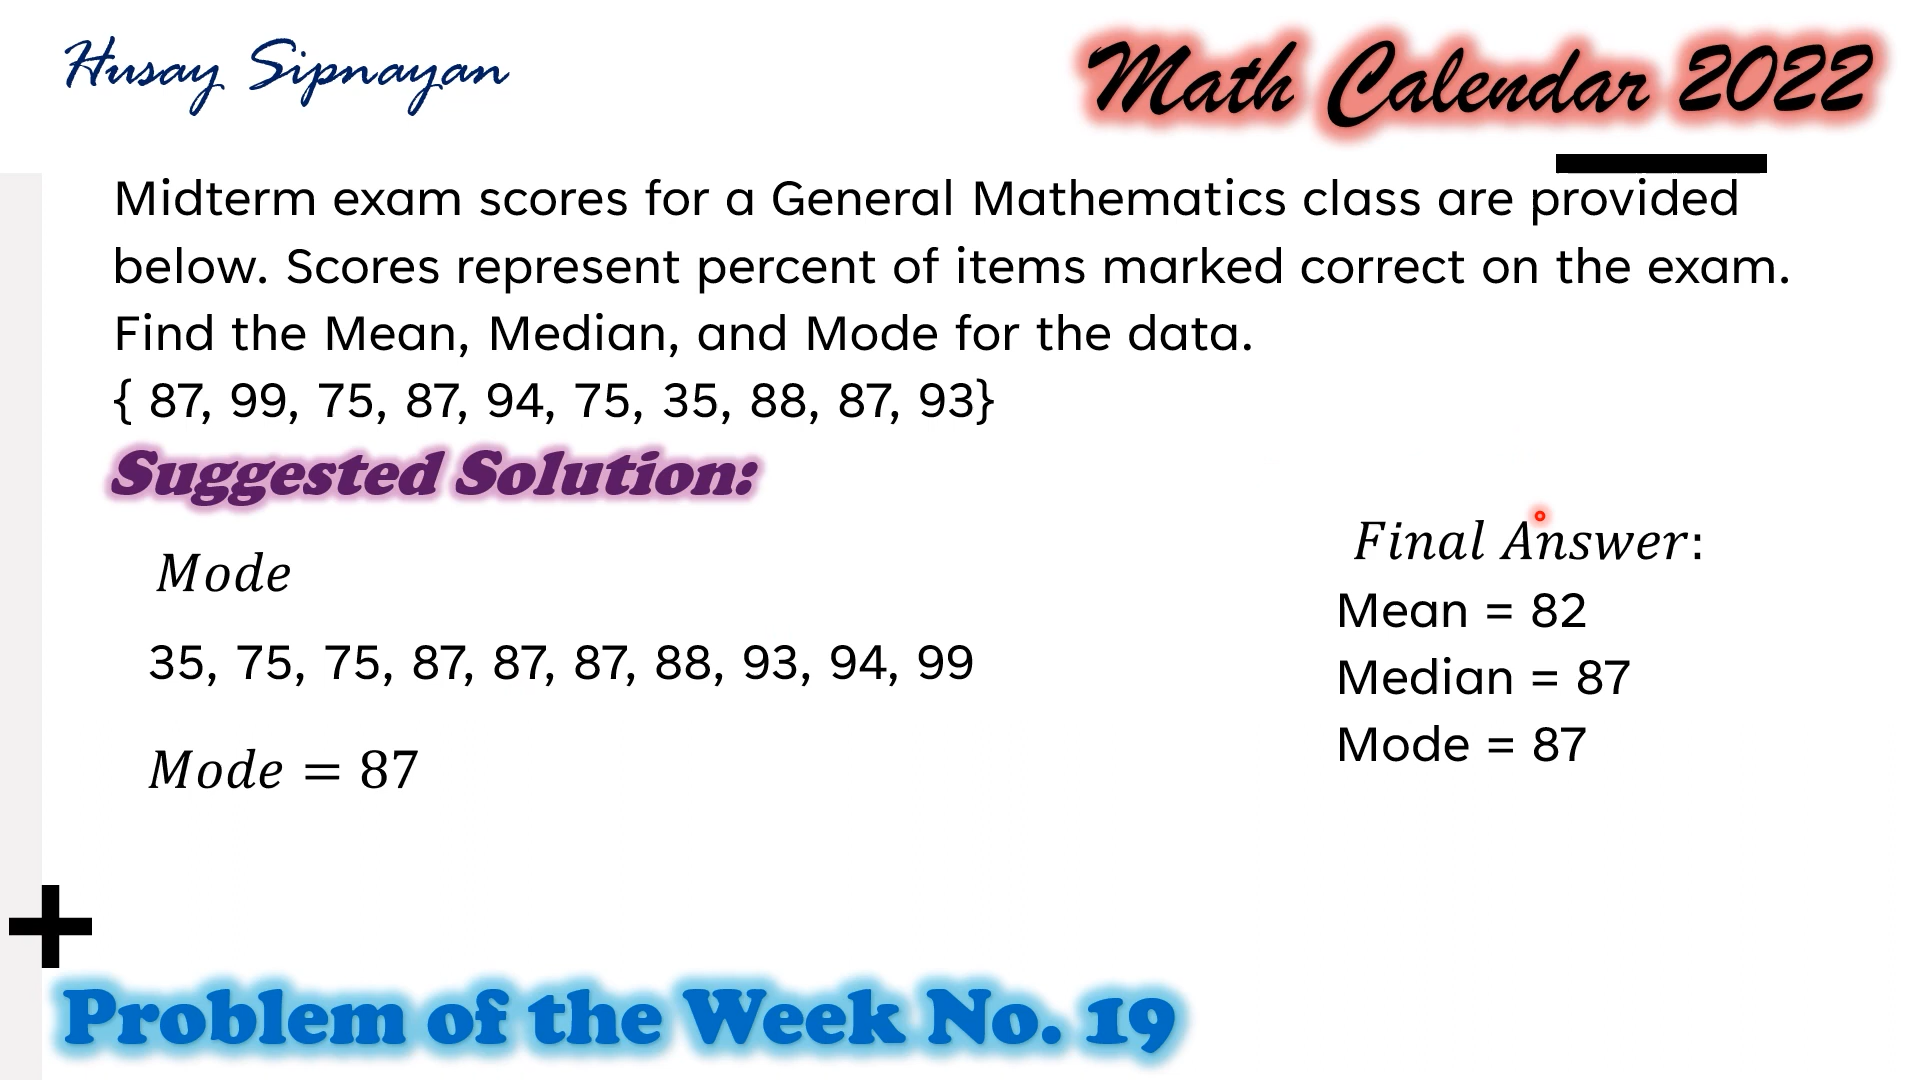 Husay Sipnayan
Math Calendar 2022
Midterm exam scores for a General Mathematics class are provided
below. Scores represent percent of items marked correct on the exam.
Find the Mean, Median, and Mode for the data.
{ 87, 99, 75, 87, 94, 75, 35, 88, 87, 93}
Suggested Solution:
Mode
35, 75, 75, 87, 87, 87, 88, 93, 94, 99
Mode = 87
Final Answer:
Mean = 82
Median = 87
Mode = 87
Problem of the Week No. 19